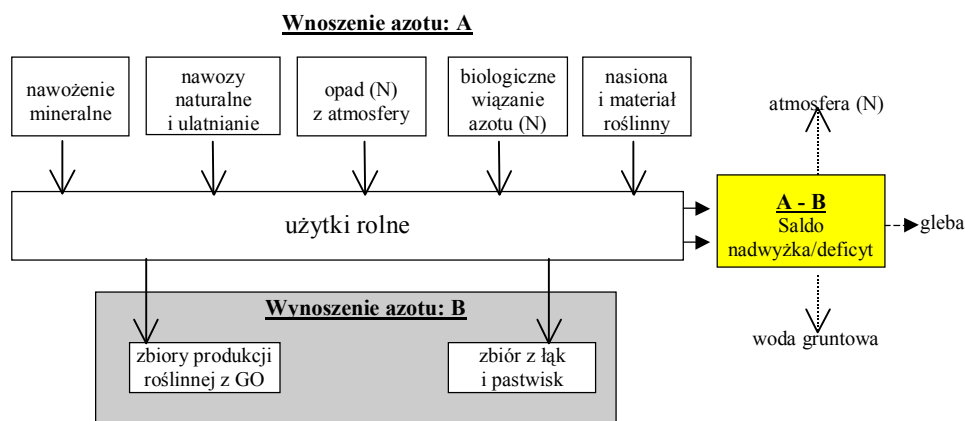 Wnoszenie azotu: A
nawożenie
mineralne
nawozy
naturalne
i ulatnianie
opad (N)
z atmosfery
biologiczne
wiązanie
azotu (N)
nasiona
i materiał
roślinny
atmosfera (N)
użytki rolne
A - B
Saldo
nadwyżka/deficyt
gleba
woda gruntowa
Wynoszenie azotu: B
zbiory produkcji
roślinnej z GO
zbiór z łąk
i pastwisk